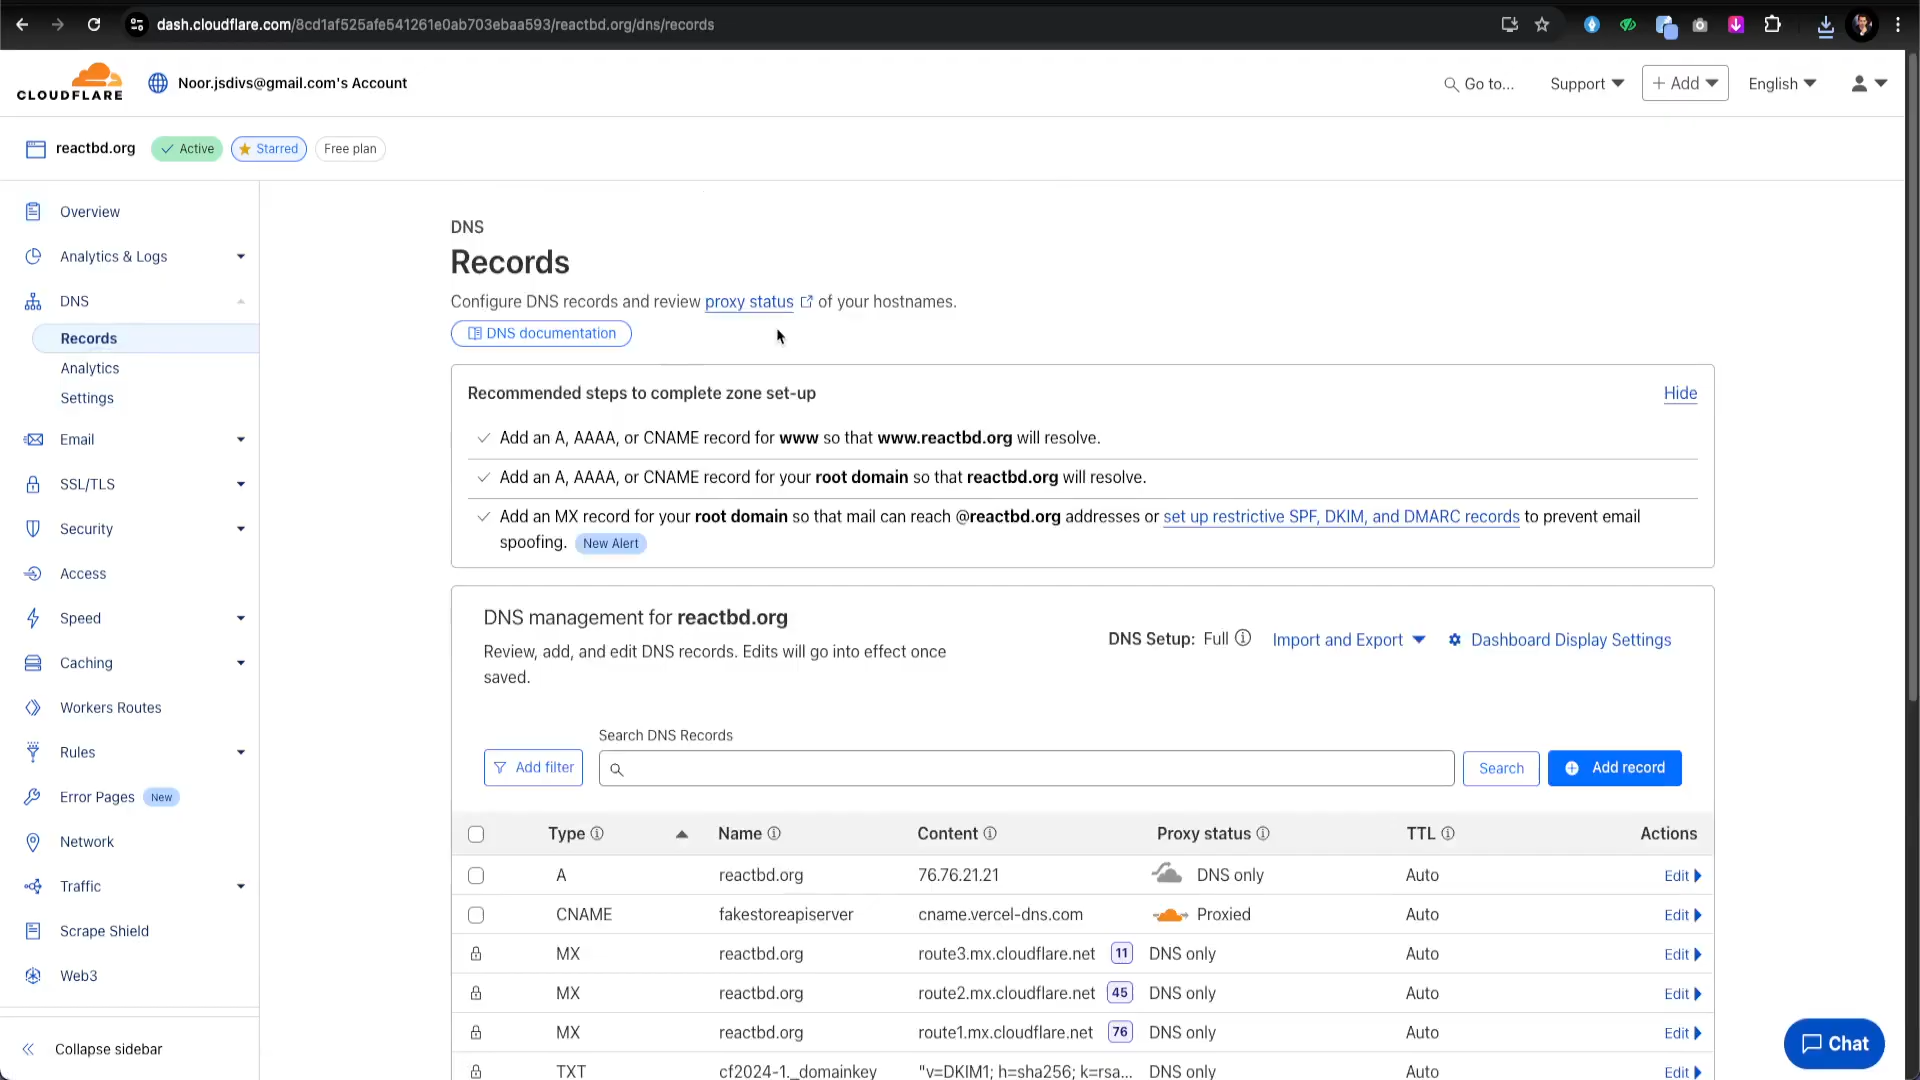 dash.cloudflare.com/8cd1af525afe541261e0ab703ebaa593/reactbd.org/dns/records
CLOUDFLARE
Noor.jsdivs@gmail.com's Account
Go to...
Support
+ Add
English
reactbd.org
Active
Starred
Free plan
Overview
Analytics & Logs
DNS
Records
Analytics
Settings
Email
SSL/TLS
Security
Access
Speed
Caching
Workers Routes
Rules
Error Pages New
Network
Traffic
Scrape Shield
Web3
Collapse sidebar
DNS
Records
Configure DNS records and review proxy status of your hostnames.
DNS documentation
Recommended steps to complete zone set-up
Hide
Add an A, AAAA, or CNAME record for www so that www.reactbd.org will resolve.
Add an A, AAAA, or CNAME record for your root domain so that reactbd.org will resolve.
Add an MX record for your root domain so that mail can reach @reactbd.org addresses or set up restrictive SPF, DKIM, and DMARC records to prevent email
spoofing. New Alert
DNS management for reactbd.org
Review, add, and edit DNS records. Edits will go into effect once
saved.
DNS Setup: Full
Import and Export
Dashboard Display Settings
Search DNS Records
Add filter
Search
Add record
Type Name Content Proxy status TTL Actions
A reactbd.org 76.76.21.21 DNS only Auto Edit
CNAME fakestoreapiserver cname.vercel-dns.com Proxied Auto Edit
MX reactbd.org route3.mx.cloudflare.net 11 DNS only Auto Edit
MX reactbd.org route2.mx.cloudflare.net 45 DNS only Auto Edit
MX reactbd.org route1.mx.cloudflare.net 76 DNS only Auto Edit
TXT cf2024-1._domainkey "v=DKIM1; h=sha256; k=rsa... DNS only Auto Edit
Chat